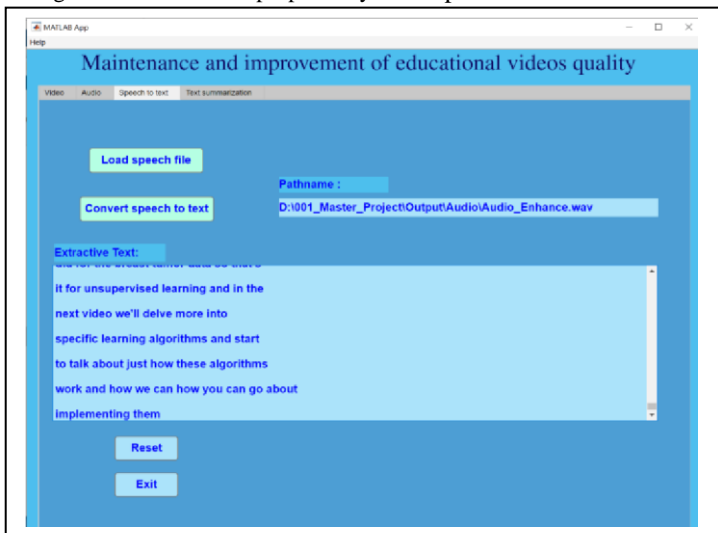 MATLAB App
Help
Maintenance and improvement of educational videos quality
Video Audio Speech to text Text summarization
Load speech file
Pathname :
Convert speech to text
D:\001_Master_Project\Output\Audio\Audio_Enhance.wav
Extractive Text:
it for unsupervised learning and in the
next video we'll delve more into
specific learning algorithms and start
to talk about just how these algorithms
work and how we can how you can go about
implementing them
Reset
Exit